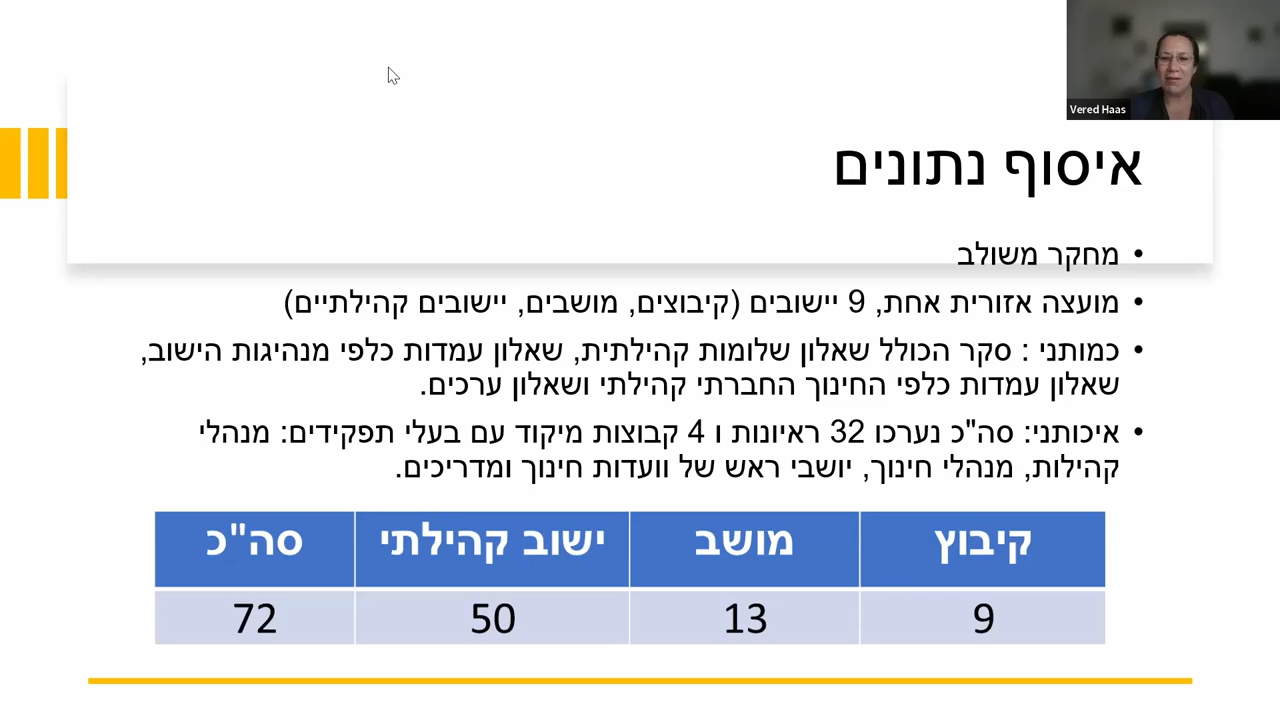 Vered Haas
איסוף נתונים
• מחקר משולב
• מועצה אזורית אחת, 9 יישובים (קיבוצים, מושבים, יישובים קהילתיים)
• כמותני : סקר הכולל שאלון שלומות קהילתית, שאלון עמדות כלפי מנהיגות הישוב,
שאלון עמדות כלפי החינוך החברתי קהילתי ושאלון ערכים.
• איכותני: סה"כ נערכו 32 ראיונות ו 4 קבוצות מיקוד עם בעלי תפקידים: מנהלי
קהילות, מנהלי חינוך, יושבי ראש של וועדות חינוך ומדריכים.
קיבוץ מושב ישוב קהילתי סה"כ
9 13 50 72